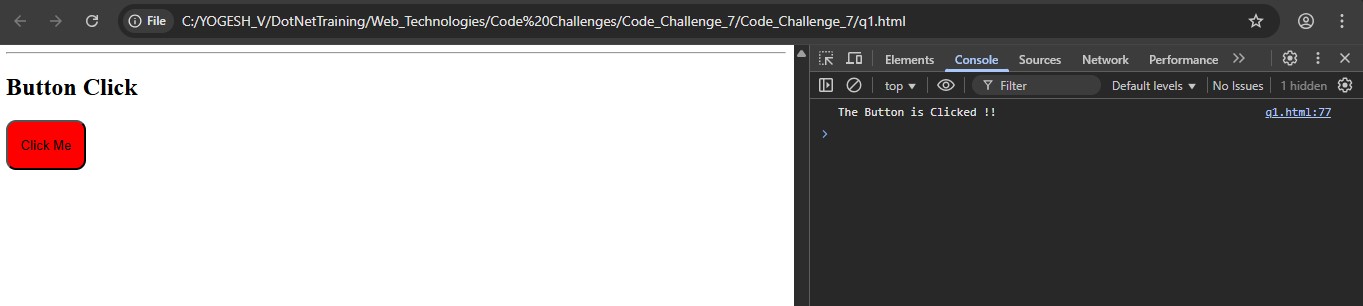 File C:/YOGESH_V/DotNetTraining/Web_Technologies/Code%20Challenges/Code_Challenge_7/Code_Challenge_7/q1.html
Elements Console Sources Network Performance
top Filter Default levels No Issues 1 hidden
Button Click
The Button is Clicked !! q1.html:77
Click Me